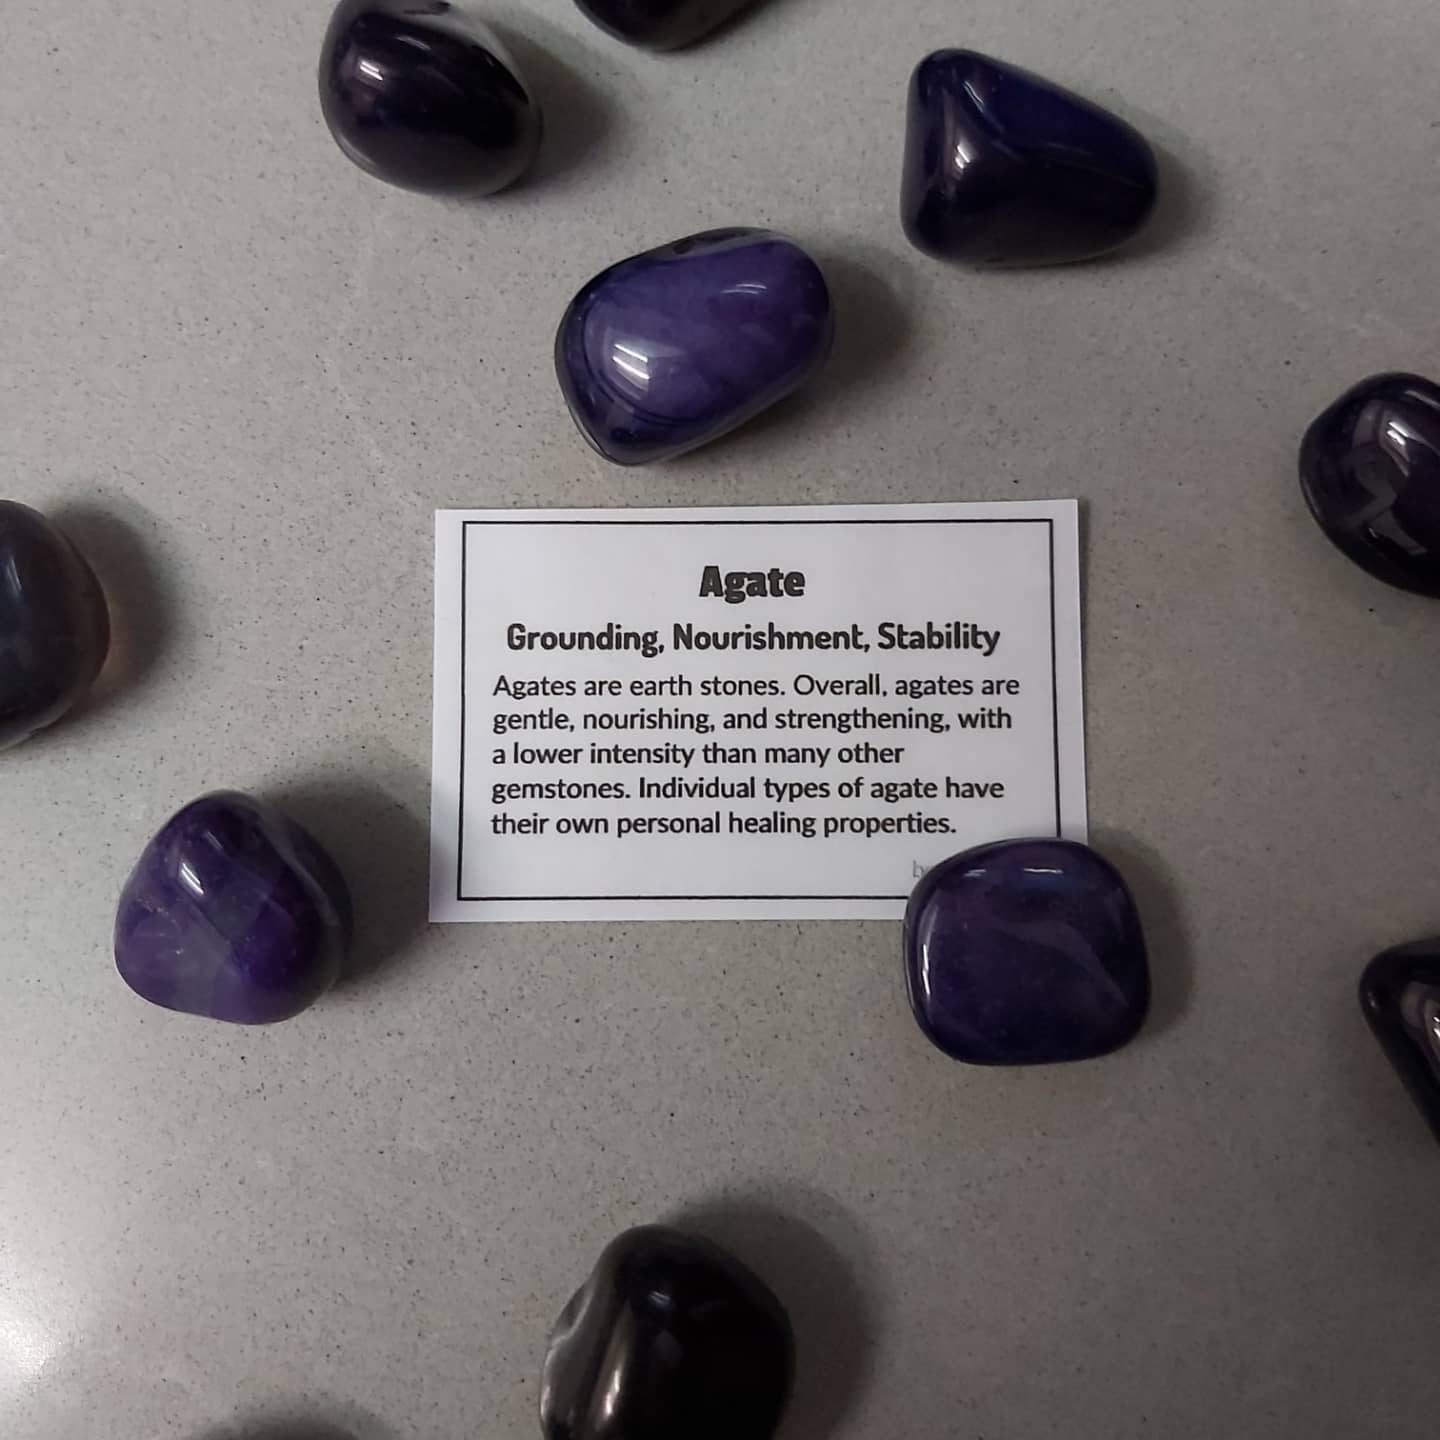 Agate
Grounding, Nourishment, Stability
Agates are earth stones. Overall, agates are
gentle, nourishing, and strengthening, with
a lower intensity than many other
gemstones. Individual types of agate have
their own personal healing properties.